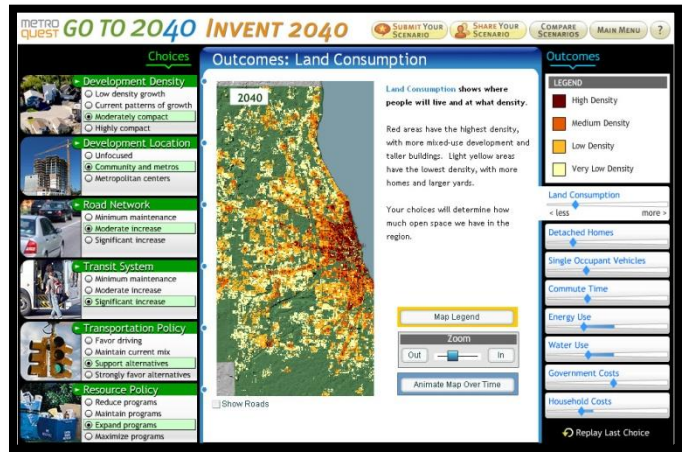 METRO QUEST GO TO 2040 INVENT 2040
SUBMIT YOUR SCENARIO
SHARE YOUR SCENARIO
COMPARE SCENARIOS
MAIN MENU
?
Choices
Development Density
Low density growth
Current patterns of growth
Moderately compact
Highly compact
Development Location
Unfocused
Community and metros
Metropolitan centers
Road Network
Minimum maintenance
Moderate increase
Significant increase
Transit System
Minimum maintenance
Moderate increase
Significant increase
Transportation Policy
Favor driving
Maintain current mix
Support alternatives
Strongly favor alternatives
Resource Policy
Reduce programs
Maintain programs
Expand programs
Maximize programs
Outcomes: Land Consumption
2040
Show Roads
Land Consumption shows where
people will live and at what density.
Red areas have the highest density,
with more mixed-use development and
taller buildings. Light yellow areas
have the lowest density, with more
homes and larger yards.
Your choices will determine how
much open space we have in the
region.
Map Legend
Zoom
Out In
Animate Map Over Time
Outcomes
LEGEND
High Density
Medium Density
Low Density
Very Low Density
Land Consumption
< less more >
Detached Homes
Single Occupant Vehicles
Commute Time
Energy Use
Water Use
Government Costs
Household Costs
Replay Last Choice